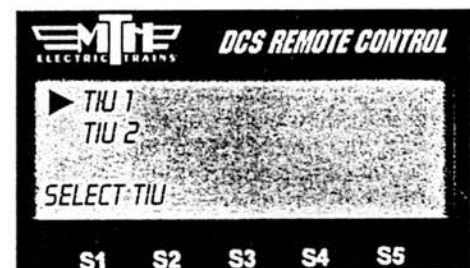 MTH DCS REMOTE CONTROL
ELECTRIC TRAINS
TIU 1
TIU 2
SELECT TIU
S1 S2 S3 S4 S5